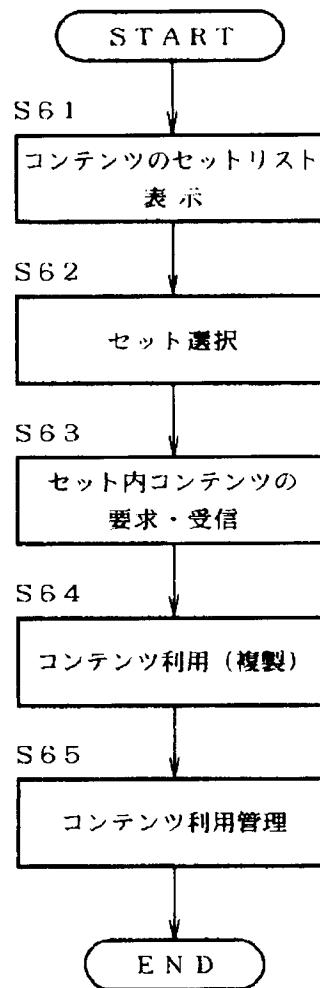 START
S61
コンテンツのセットリスト
表示
S62
セット選択
S63
セット内コンテンツの
要求・受信
S64
コンテンツ利用（複製）
S65
コンテンツ利用管理
END